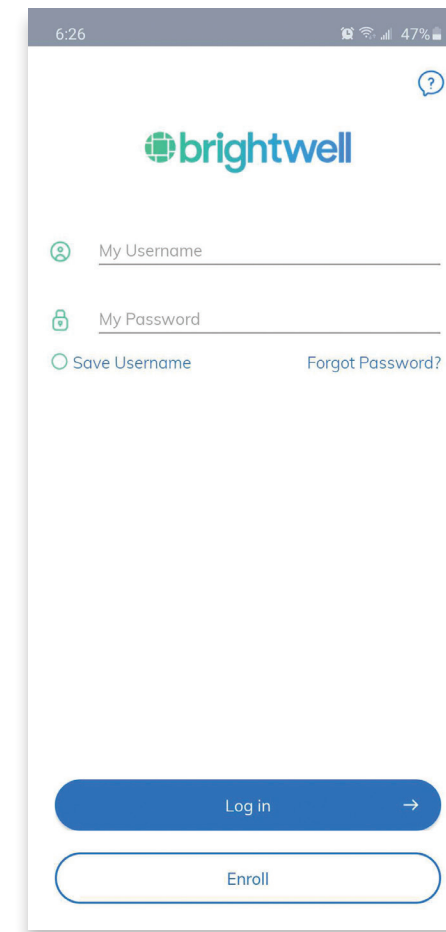 6:26 47%
?
brightwell
My Username
My Password
Save Username Forgot Password?
Log in →
Enroll